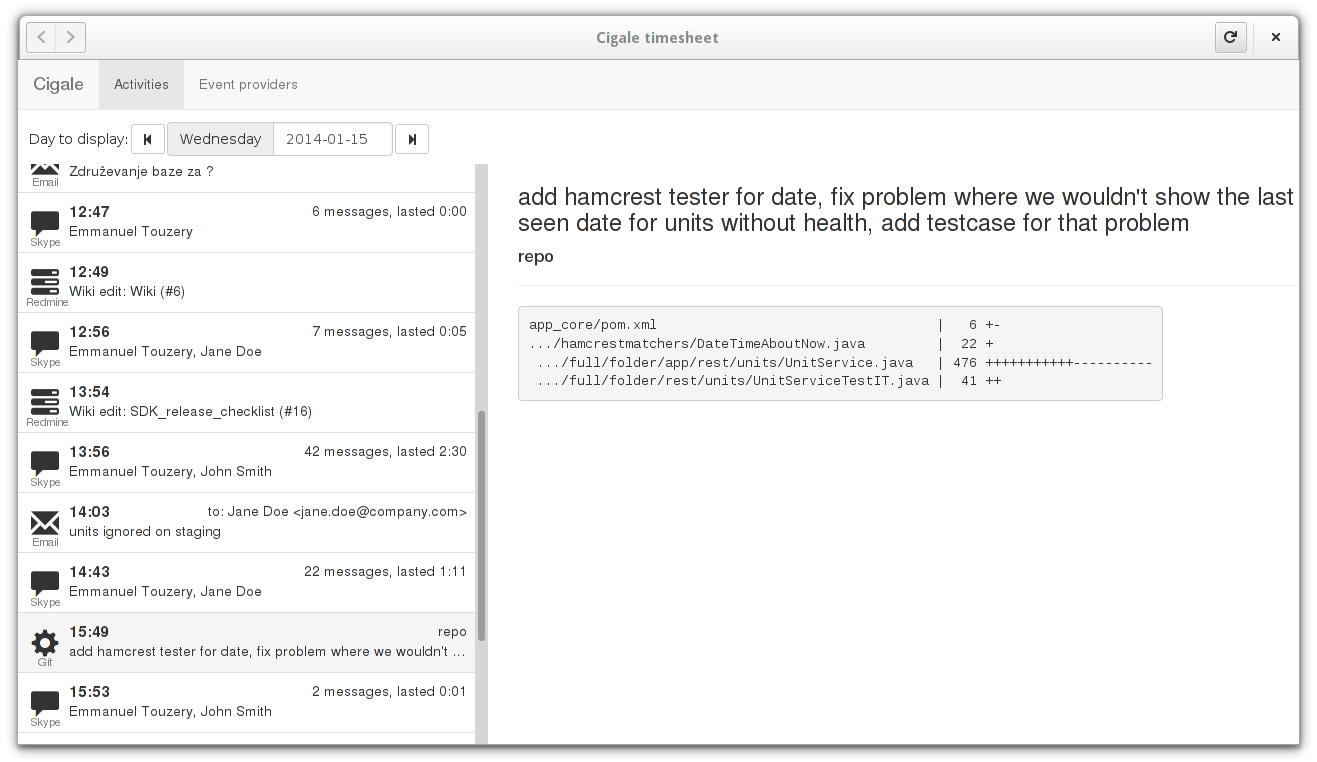 Cigale timesheet
Cigale Activities Event providers
Day to display: Wednesday 2014-01-15
Združevanje baze za ?
Email
12:47 6 messages, lasted 0:00
Emmanuel Touzery
Skype
12:49
Wiki edit: Wiki (#6)
Redmine
12:56 7 messages, lasted 0:05
Emmanuel Touzery, Jane Doe
Skype
13:54
Wiki edit: SDK_release_checklist (#16)
Redmine
13:56 42 messages, lasted 2:30
Emmanuel Touzery, John Smith
Skype
14:03 to: Jane Doe <jane.doe@company.com>
units ignored on staging
Email
14:43 22 messages, lasted 1:11
Emmanuel Touzery, Jane Doe
Skype
15:49 repo
add hamcrest tester for date, fix problem where we wouldn't ...
Git
15:53 2 messages, lasted 0:01
Emmanuel Touzery, John Smith
Skype
add hamcrest tester for date, fix problem where we wouldn't show the last
seen date for units without health, add testcase for that problem
repo
app_core/pom.xml | 6 +-
.../hamcrestmatchers/DateTimeAboutNow.java | 22 +
.../full/folder/app/rest/units/UnitService.java | 476 +++++++++++----------
.../full/folder/rest/units/UnitServiceTestIT.java | 41 ++